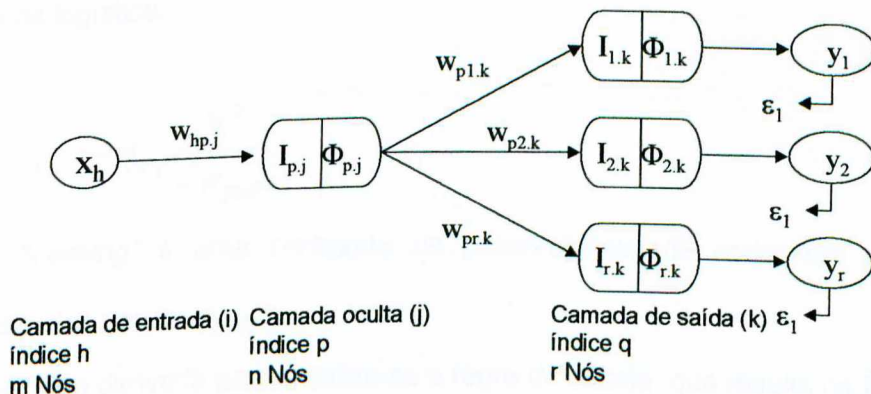 w_p1.k
I_1.k Φ_1.k
y_1
ε_1
x_h
w_hp.j
I_p.j Φ_p.j
w_p2.k
I_2.k Φ_2.k
y_2
ε_1
w_pr.k
I_r.k Φ_r.k
y_r
ε_1
Camada de entrada (i)
índice h
m Nós
Camada oculta (j)
índice p
n Nós
Camada de saída (k)
índice q
r Nós